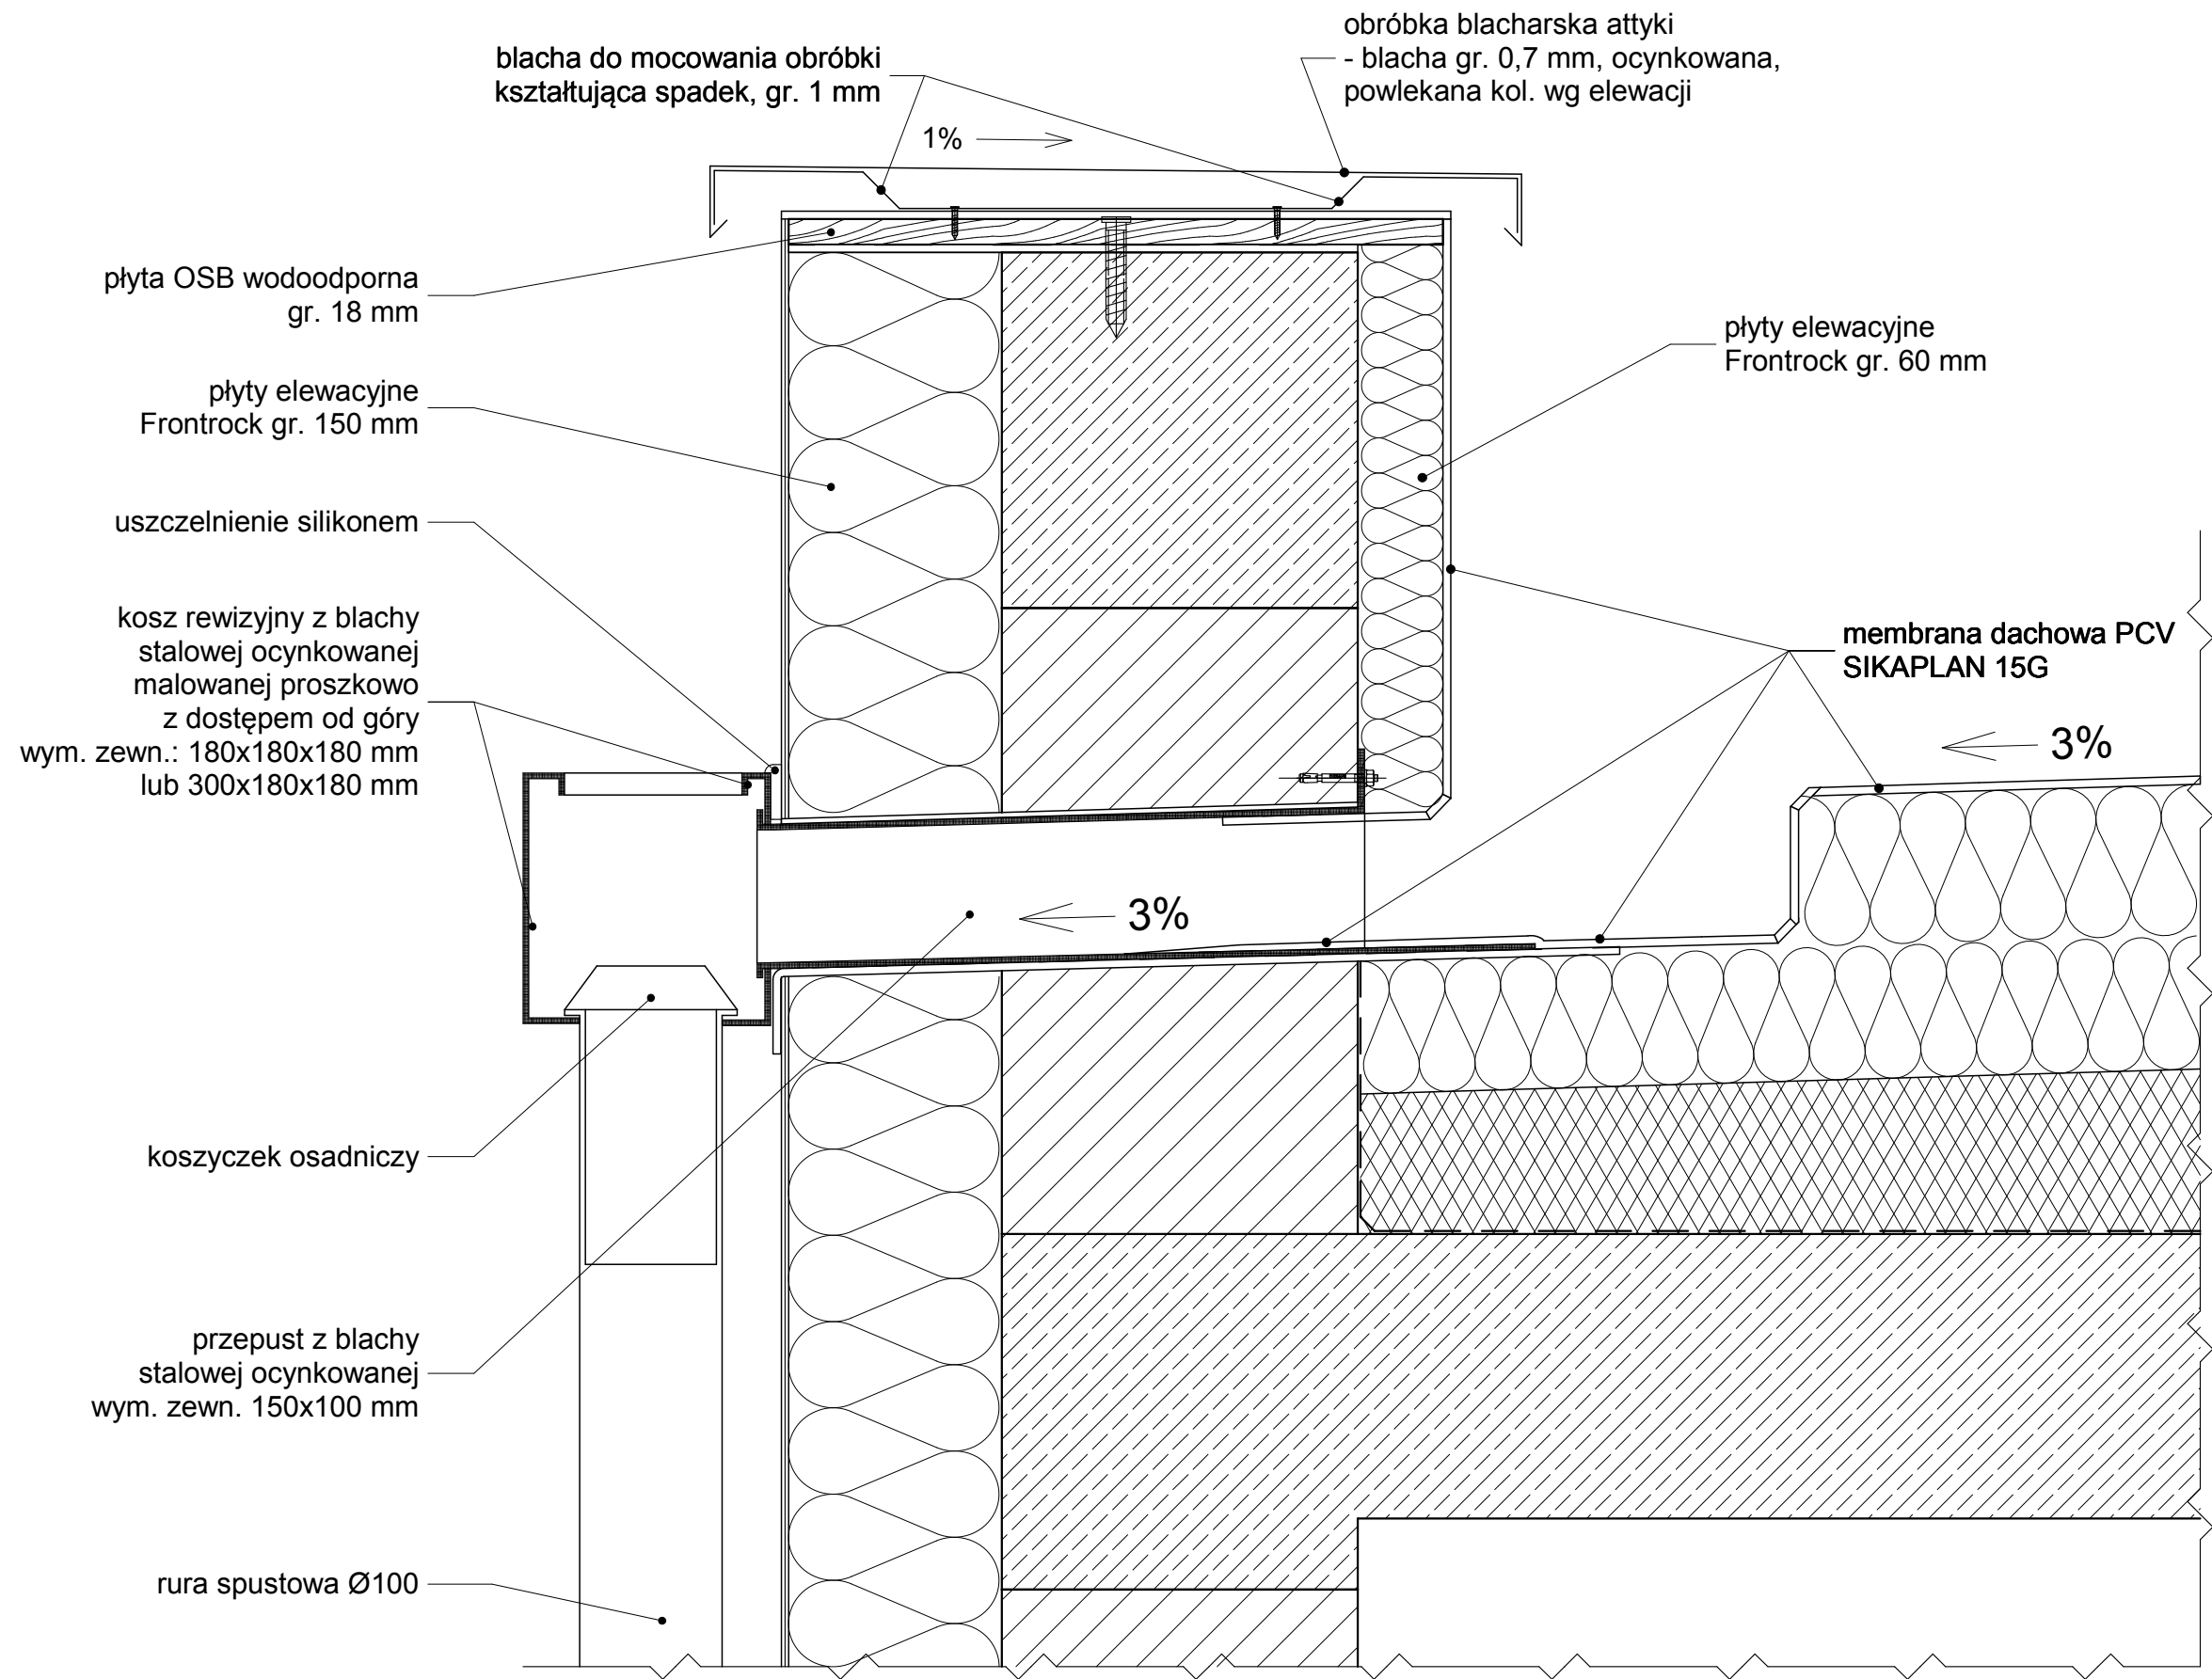 blacha do mocowania obróbki
kształtująca spadek, gr. 1 mm
obróbka blacharska attyki
- blacha gr. 0,7 mm, ocynkowana,
powlekana kol. wg elewacji
1%
płyta OSB wodoodporna
gr. 18 mm
płyty elewacyjne
Frontrock gr. 60 mm
płyty elewacyjne
Frontrock gr. 150 mm
uszczelnienie silikonem
kosz rewizyjny z blachy
stalowej ocynkowanej
malowanej proszkowo
z dostępem od góry
wym. zewn.: 180x180x180 mm
lub 300x180x180 mm
membrana dachowa PCV
SIKAPLAN 15G
3%
3%
koszyczek osadniczy
przepust z blachy
stalowej ocynkowanej
wym. zewn. 150x100 mm
rura spustowa Ø100